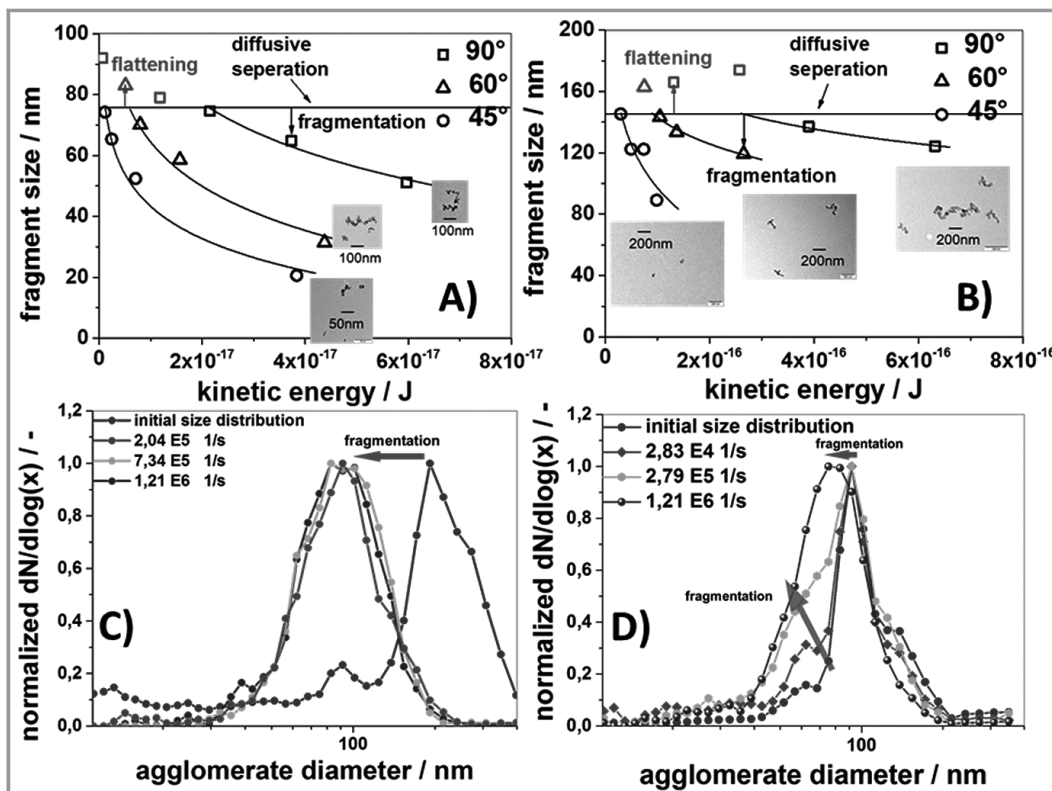 100
80
60
40
20
0
fragment size / nm
flattening
diffusive
seperation
fragmentation
90°
60°
45°
100nm
100nm
50nm
A)
0
2x10⁻¹⁷
4x10⁻¹⁷
6x10⁻¹⁷
8x10⁻¹⁷
kinetic energy / J
200
160
120
80
40
0
fragment size / nm
flattening
diffusive
seperation
fragmentation
90°
60°
45°
200nm
200nm
200nm
B)
0
2x10⁻¹⁶
4x10⁻¹⁶
6x10⁻¹⁶
8x10⁻¹⁶
kinetic energy / J
1,2
1,0
0,8
0,6
0,4
0,2
0,0
normalized dN/dlog(x) / -
initial size distribution
2,04 E5 1/s
7,34 E5 1/s
1,21 E6 1/s
fragmentation
C)
100
agglomerate diameter / nm
1,2
1,0
0,8
0,6
0,4
0,2
0,0
normalized dN/dlog(x) / -
initial size distribution
2,83 E4 1/s
2,79 E5 1/s
1,21 E6 1/s
fragmentation
fragmentation
D)
100
agglomerate diameter / nm